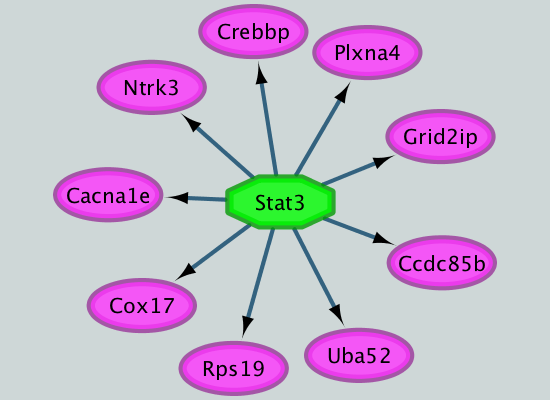 Crebbp
Plxna4
Ntrk3
Grid2ip
Cacna1e
Stat3
Ccdc85b
Cox17
Uba52
Rps19